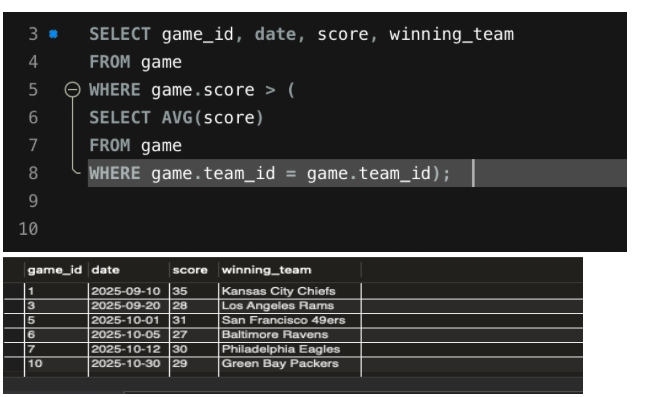 3 SELECT game_id, date, score, winning_team
4 FROM game
5 WHERE game.score > (
6 SELECT AVG(score)
7 FROM game
8 WHERE game.team_id = game.team_id);
9
10
game_id date score winning_team
1 2025-09-10 35 Kansas City Chiefs
3 2025-09-20 28 Los Angeles Rams
5 2025-10-01 31 San Francisco 49ers
6 2025-10-05 27 Baltimore Ravens
7 2025-10-12 30 Philadelphia Eagles
10 2025-10-30 29 Green Bay Packers